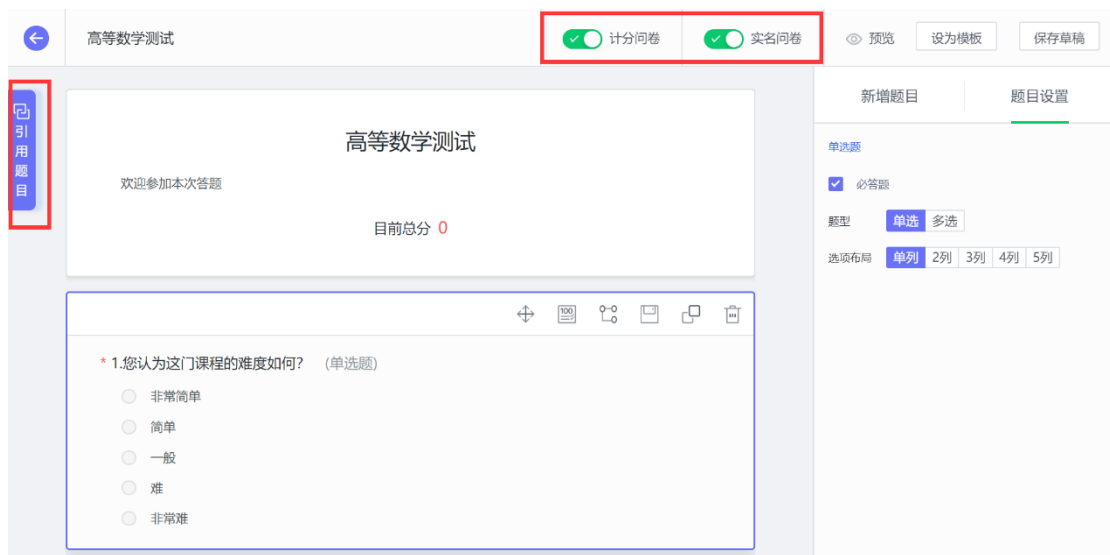 高等数学测试
计分问卷
实名问卷
预览
设为模板
保存草稿
引用题目
高等数学测试
欢迎参加本次答题
目前总分 0
100
* 1.您认为这门课程的难度如何? (单选题)
非常简单
简单
一般
难
非常难
新增题目
题目设置
单选题
必答题
题型 单选 多选
选项布局 单列 2列 3列 4列 5列